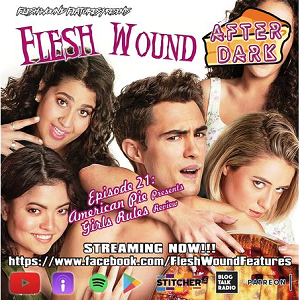 FLESH WOUND FEATURES PRESENTS
FLESH WOUND
AFTER
DARK
Episode 21:
American Pie Presents
Girls Rules Review
STREAMING NOW!!!
https://www.facebook.com/FleshWoundFeatures
STITCHER
BLOG
TALK
RADIO
PATREON